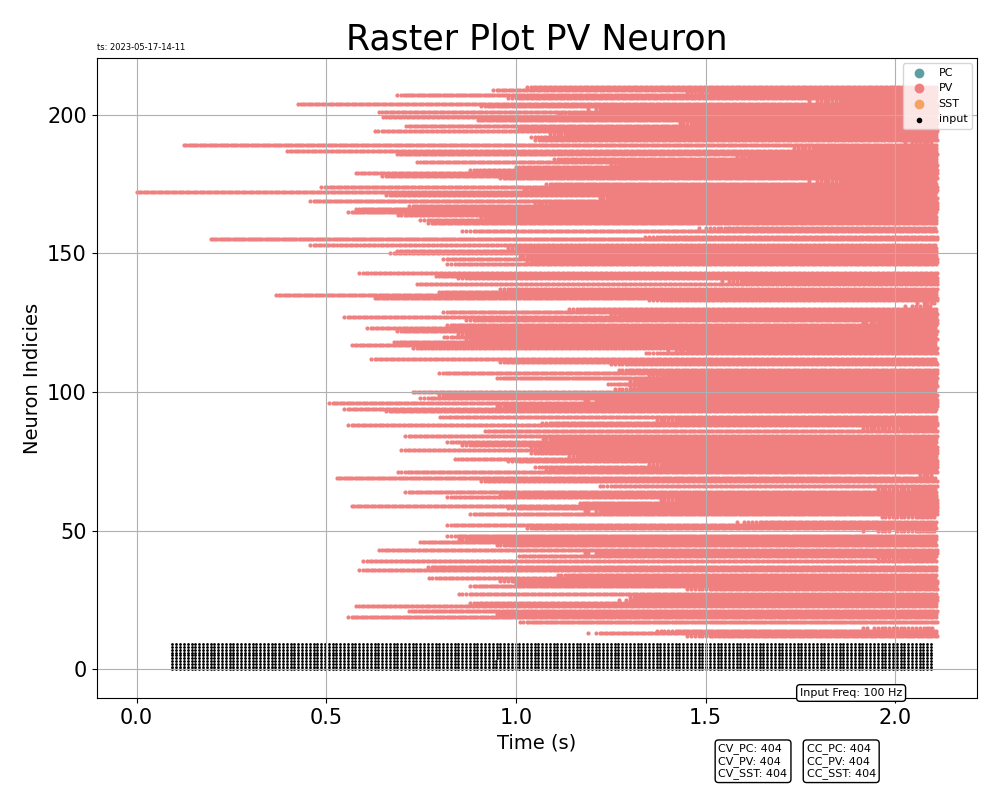 Raster Plot PV Neuron
ts: 2023-05-17-14-11
PC
PV
SST
input
200
150
100
50
0
Neuron Indicies
Input Freq: 100 Hz
0.0 0.5 1.0 1.5 2.0
Time (s)
CV_PC: 404
CV_PV: 404
CV_SST: 404
CC_PC: 404
CC_PV: 404
CC_SST: 404